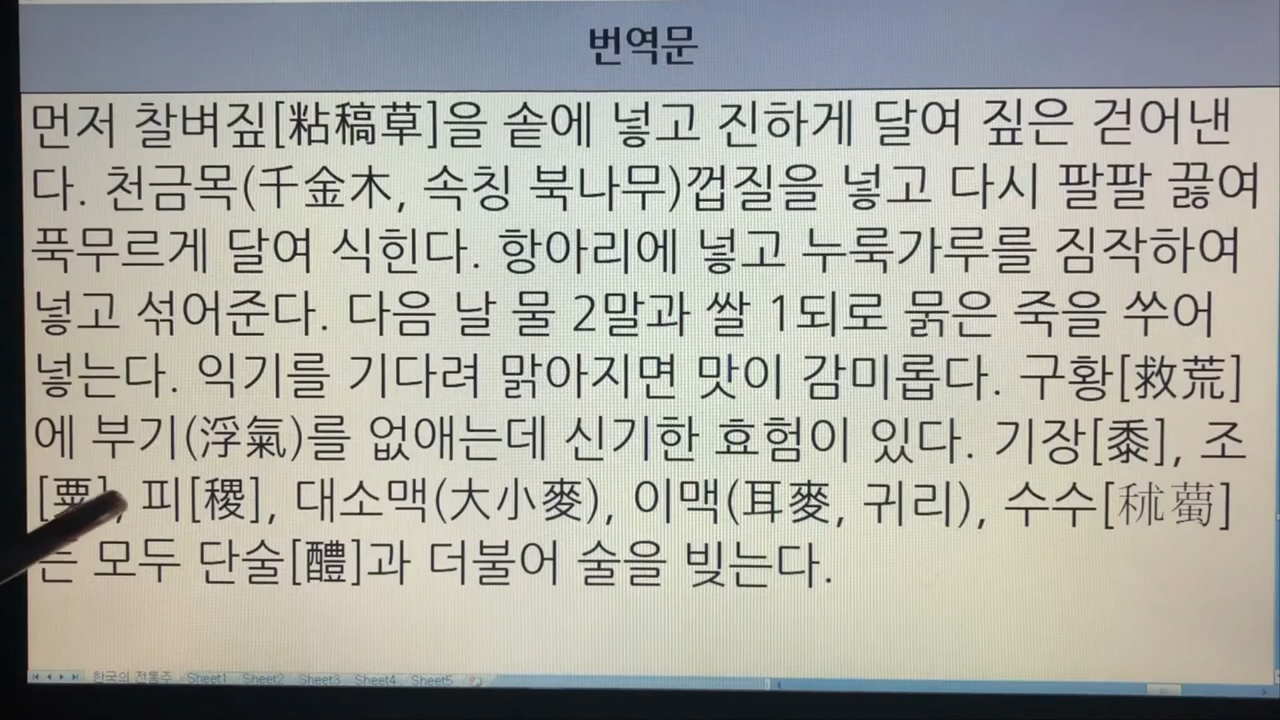 번역문
먼저 찰벼짚[粘稿草]을 솥에 넣고 진하게 달여 짚은 걷어낸
다. 천금목(千金木, 속칭 북나무)껍질을 넣고 다시 팔팔 끓여
푹무르게 달여 식힌다. 항아리에 넣고 누룩가루를 짐작하여
넣고 섞어준다. 다음 날 물 2말과 쌀 1되로 묽은 죽을 쑤어
넣는다. 익기를 기다려 맑아지면 맛이 감미롭다. 구황[救荒]
에 부기(浮氣)를 없애는데 신기한 효험이 있다. 기장[黍], 조
[粟], 피[稷], 대소맥(大小麥), 이맥(耳麥, 귀리), 수수[秫薥]
는 모두 단술[醴]과 더불어 술을 빚는다.
한국의 전통주 Sheet1 Sheet2 Sheet3 Sheet4 Sheet5